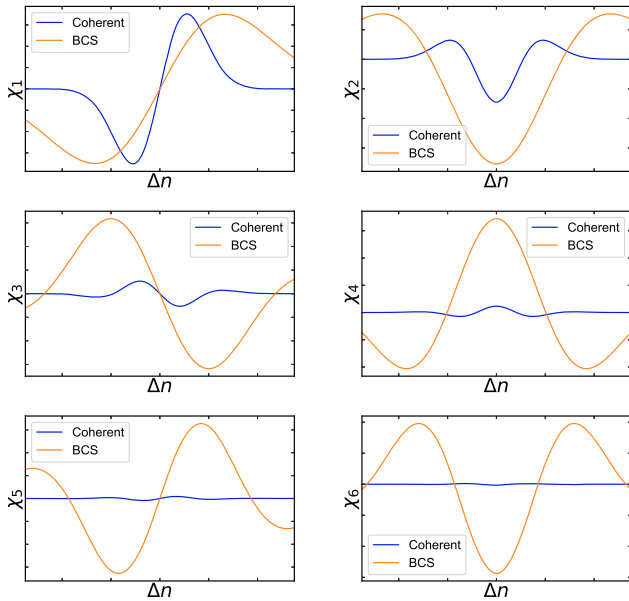 Coherent
BCS
χ1
Δn
Coherent
BCS
χ2
Δn
Coherent
BCS
χ3
Δn
Coherent
BCS
χ4
Δn
Coherent
BCS
χ5
Δn
Coherent
BCS
χ6
Δn